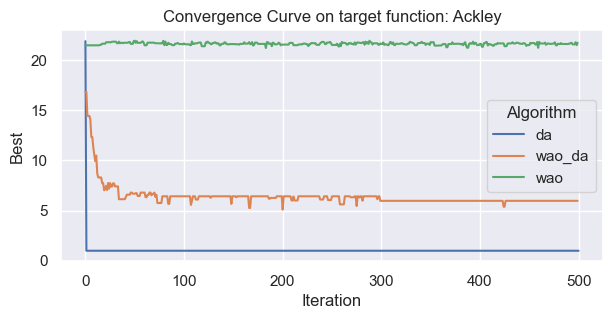 Convergence Curve on target function: Ackley
Best
20
15
10
5
0
Algorithm
da
wao_da
wao
0
100
200
300
400
500
Iteration